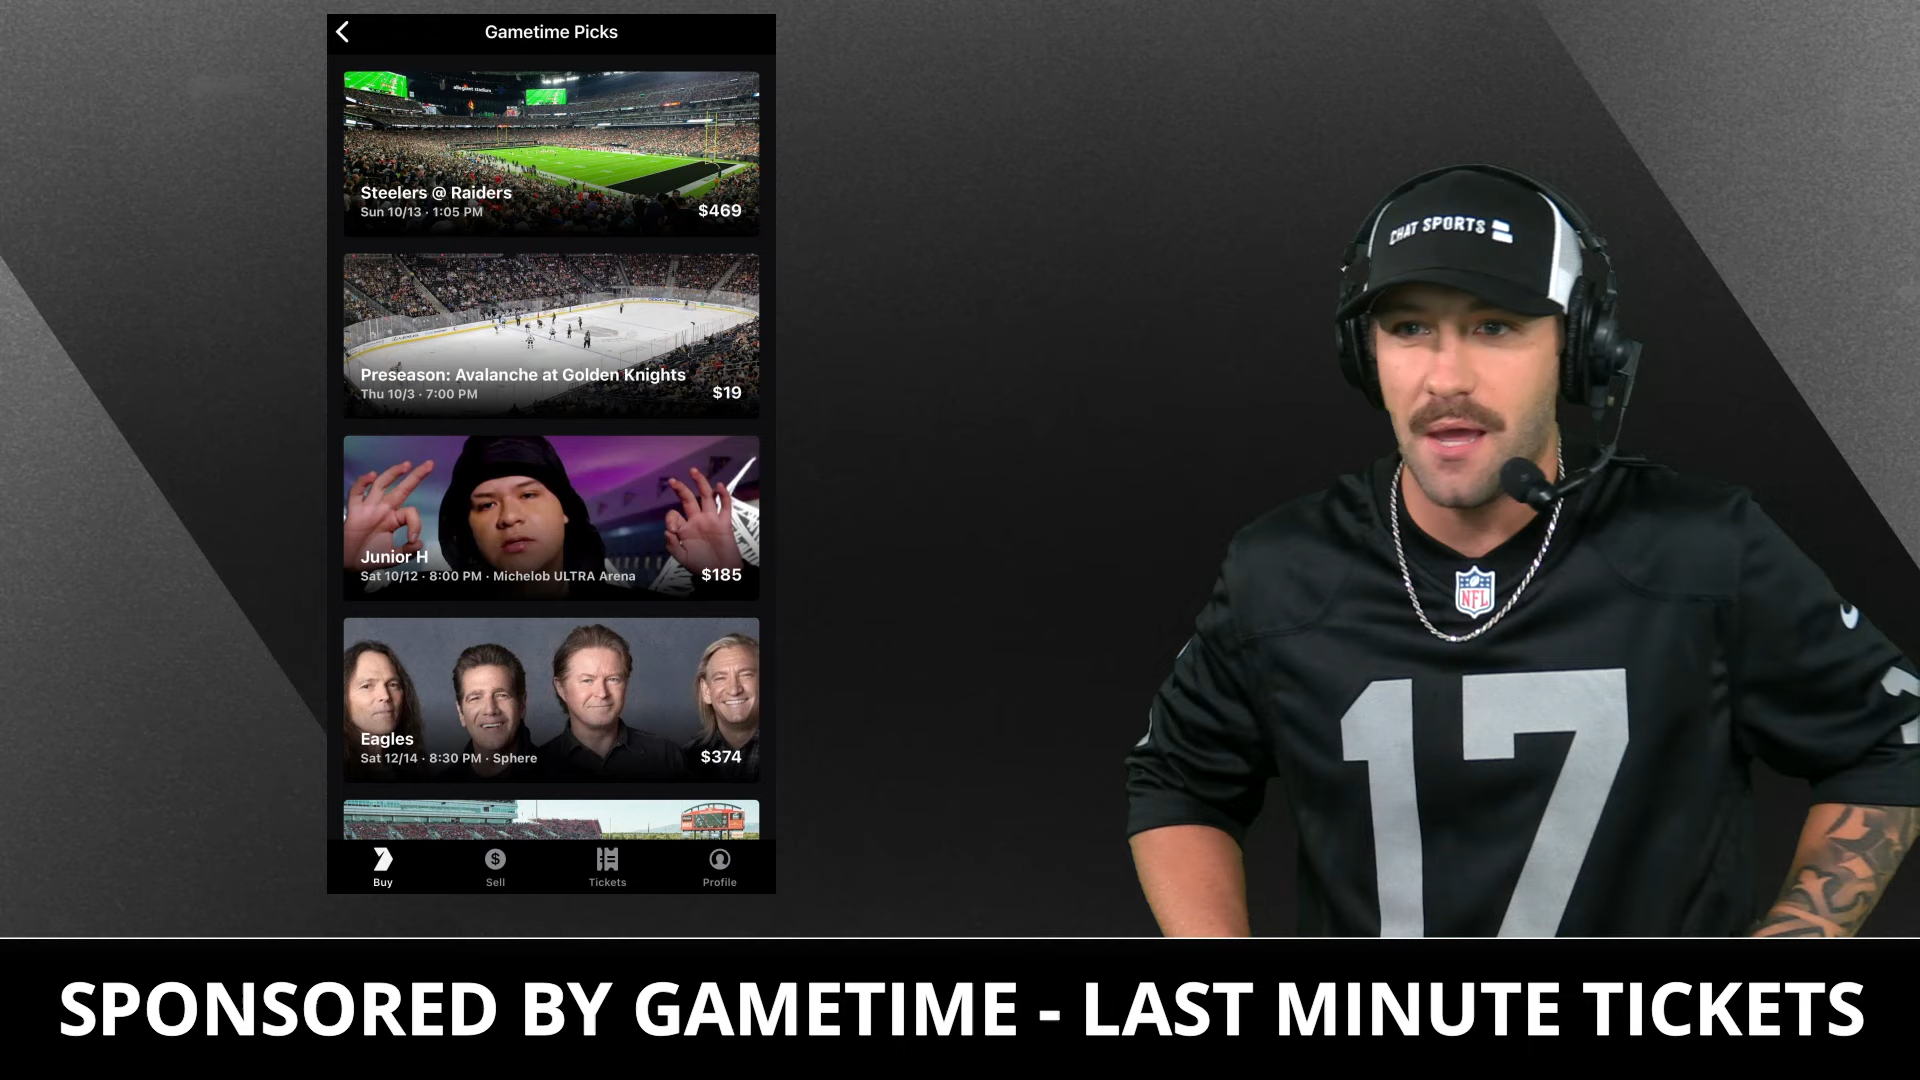 Gametime Picks
allegiant stadium
Steelers @ Raiders
Sun 10/13 · 1:05 PM
$469
Preseason: Avalanche at Golden Knights
Thu 10/3 · 7:00 PM
$19
Junior H
Sat 10/12 · 8:00 PM · Michelob ULTRA Arena
$185
Eagles
Sat 12/14 · 8:30 PM · Sphere
$374
Buy
Sell
Tickets
Profile
CHAT SPORTS
NFL
17
SPONSORED BY GAMETIME - LAST MINUTE TICKETS